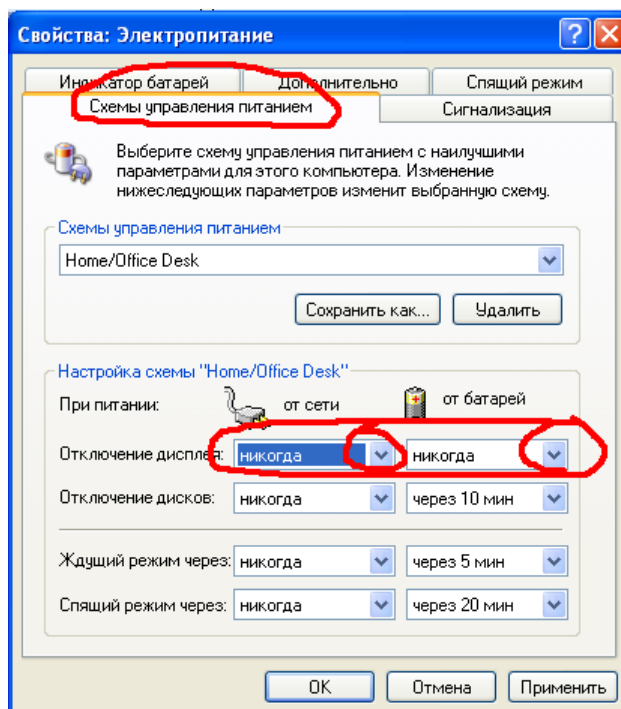 Свойства: Электропитание
Индикатор батарей Дополнительно Спящий режим
Схемы управления питанием Сигнализация
Выберите схему управления питанием с наилучшими
параметрами для этого компьютера. Изменение
нижеследующих параметров изменит выбранную схему.
Схемы управления питанием
Home/Office Desk
Сохранить как... Удалить
Настройка схемы "Home/Office Desk"
При питании: от сети от батарей
Отключение дисплея: никогда никогда
Отключение дисков: никогда через 10 мин
Ждущий режим через: никогда через 5 мин
Спящий режим через: никогда через 20 мин
OK Отмена Применить